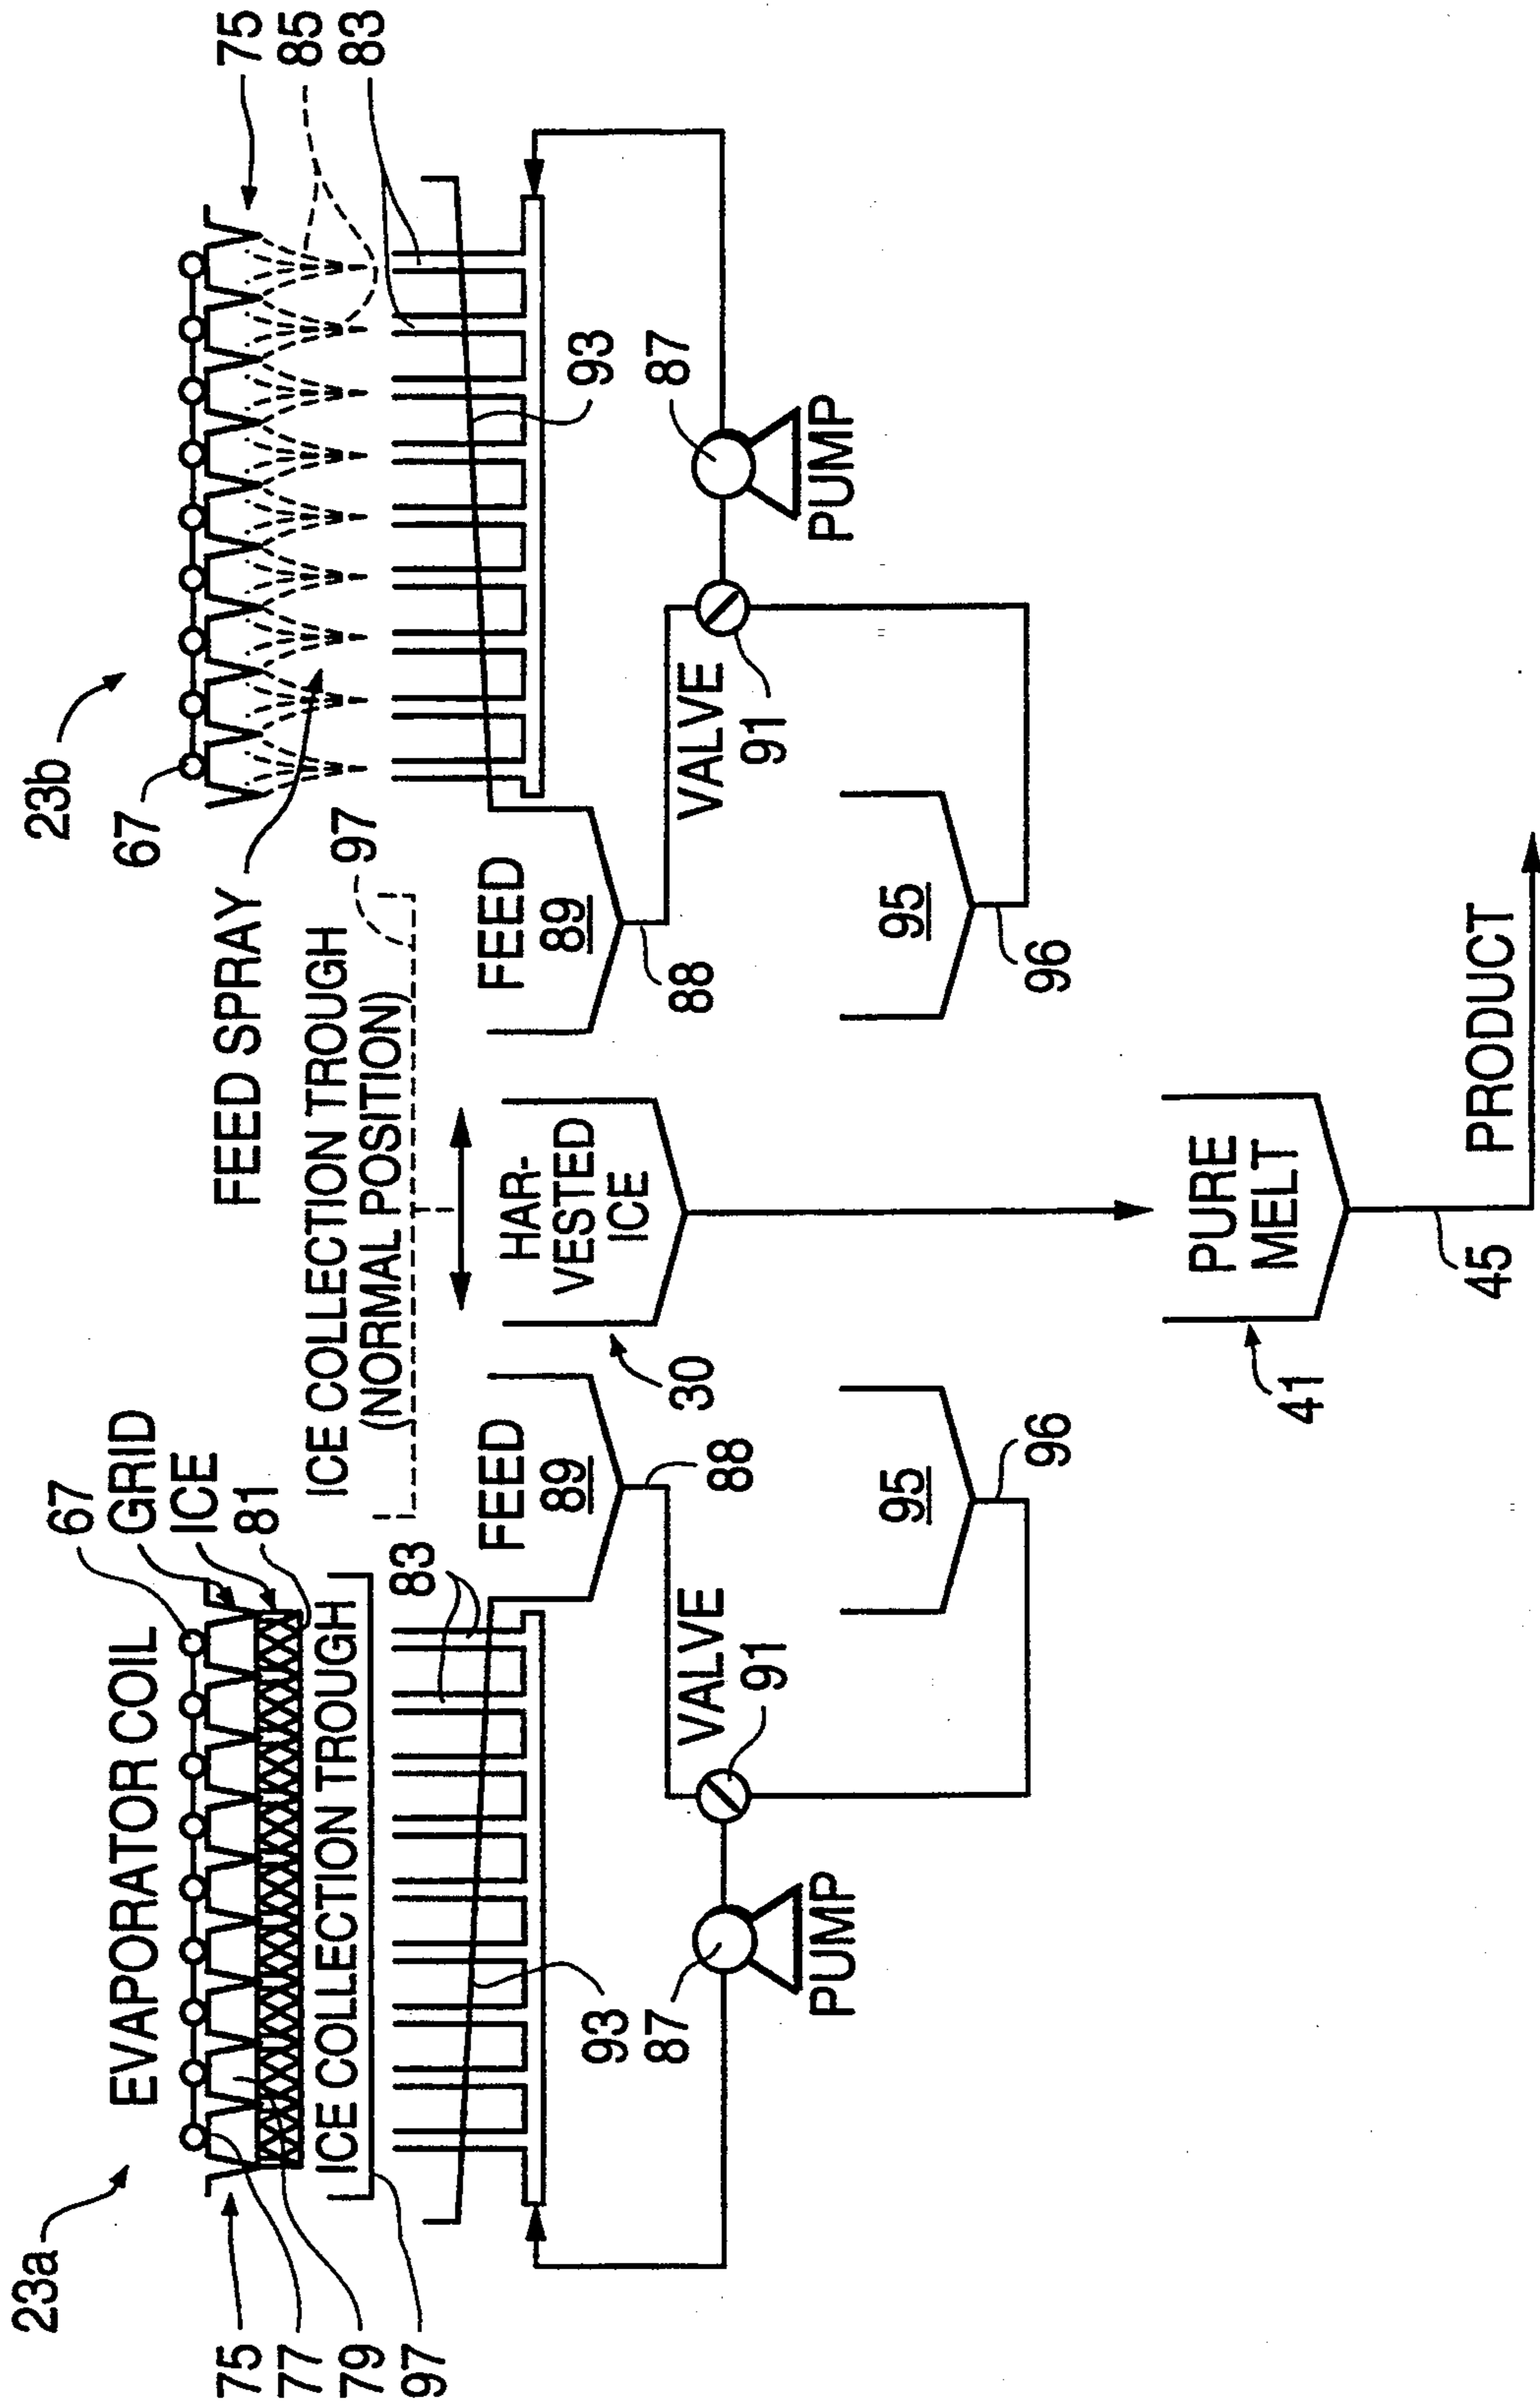 23a
EVAPORATOR COIL
67
GRID
ICE
81
75
77
79
97
ICE COLLECTION TROUGH
83
93
87
PUMP
VALVE
91
FEED
89
88
95
96
ICE COLLECTION TROUGH
(NORMAL POSITION)
97
30
HAR-
VESTED
ICE
41
PURE
MELT
45
PRODUCT
23b
67
FEED SPRAY
75
85
83
FEED
89
88
VALVE
91
93
87
PUMP
95
96